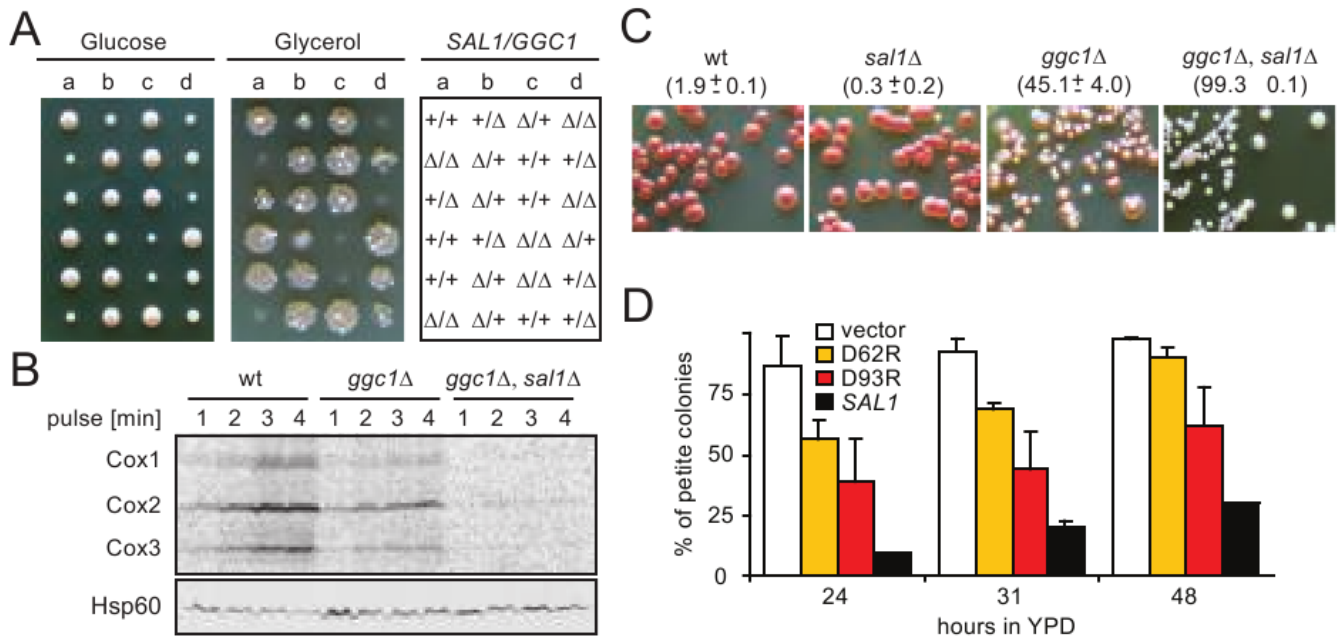 A
Glucose Glycerol SAL1/GGC1
a b c d a b c d a b c d
+/+ +/Δ Δ/+ Δ/Δ
Δ/Δ Δ/+ +/+ +/Δ
+/Δ Δ/+ +/+ Δ/Δ
+/+ +/Δ Δ/Δ Δ/+
+/+ Δ/+ Δ/Δ +/Δ
Δ/Δ Δ/+ +/+ +/Δ
B
wt ggc1Δ ggc1Δ, sal1Δ
pulse [min] 1 2 3 4 1 2 3 4 1 2 3 4
Cox1
Cox2
Cox3
Hsp60
C
wt sal1Δ ggc1Δ ggc1Δ, sal1Δ
(1.9 ± 0.1) (0.3 ± 0.2) (45.1 ± 4.0) (99.3 0.1)
D
vector
D62R
D93R
SAL1
% of petite colonies
75
50
25
0
24 31 48
hours in YPD